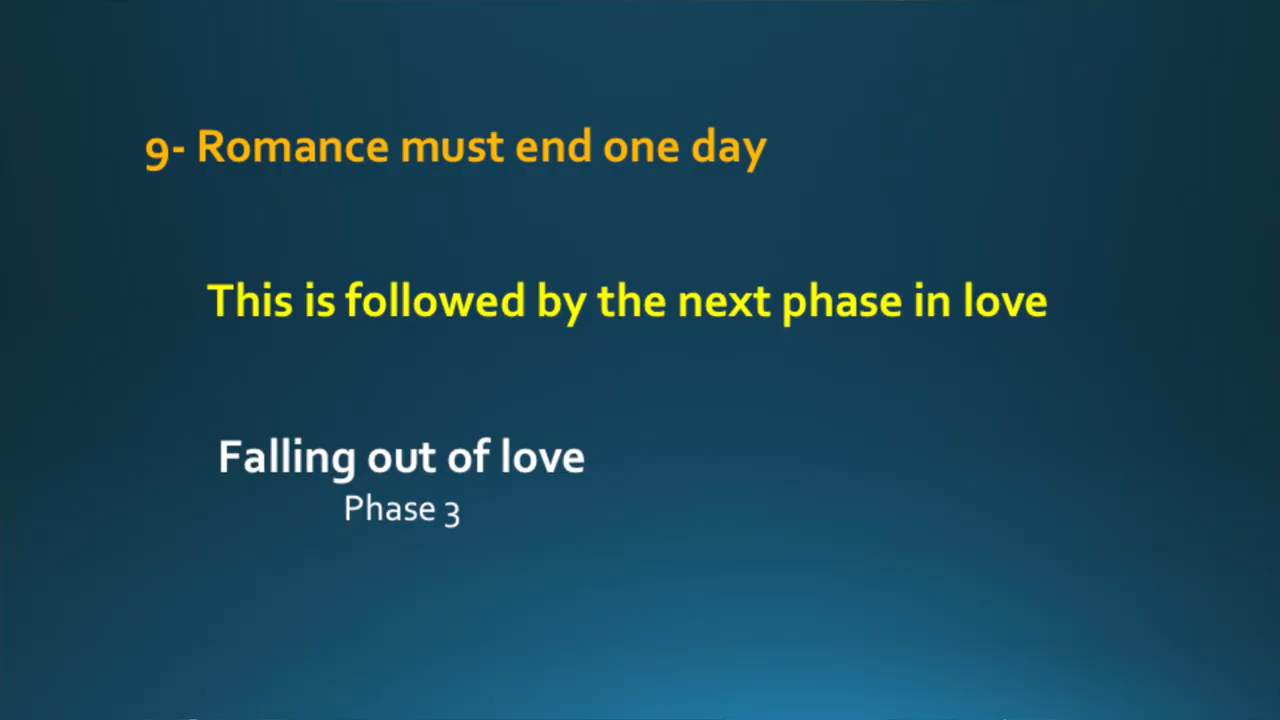 9- Romance must end one day
This is followed by the next phase in love
Falling out of love
Phase 3